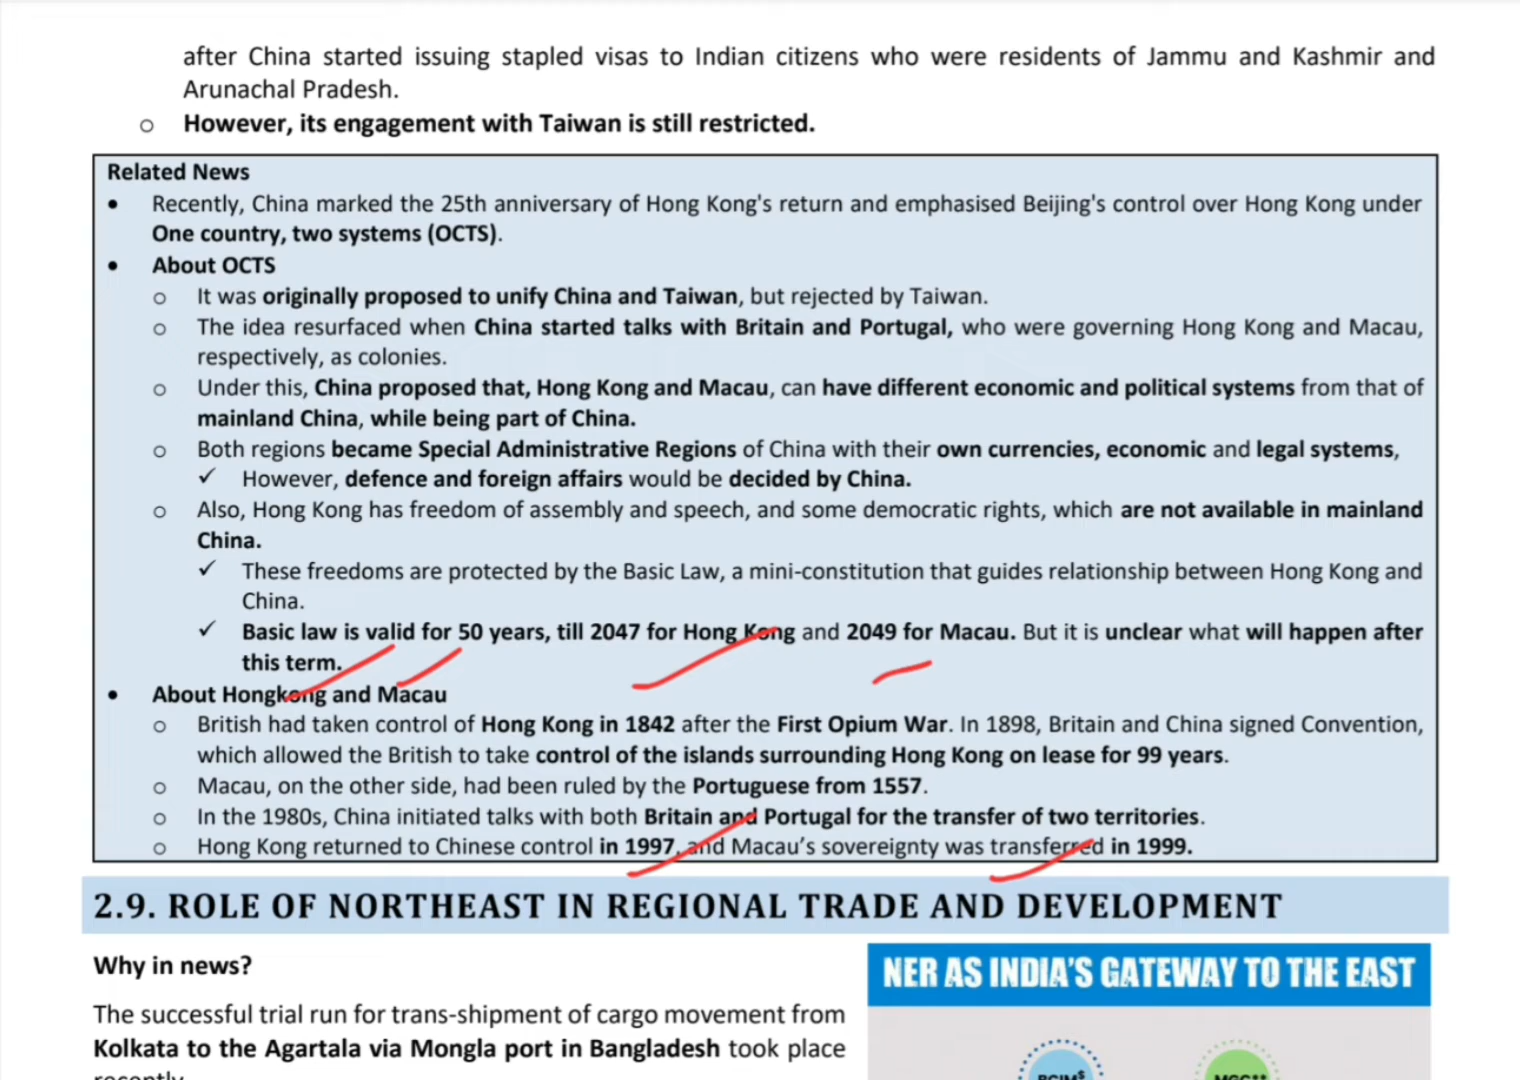 after China started issuing stapled visas to Indian citizens who were residents of Jammu and Kashmir and
Arunachal Pradesh.
o However, its engagement with Taiwan is still restricted.
Related News
• Recently, China marked the 25th anniversary of Hong Kong's return and emphasised Beijing's control over Hong Kong under
One country, two systems (OCTS).
• About OCTS
o It was originally proposed to unify China and Taiwan, but rejected by Taiwan.
o The idea resurfaced when China started talks with Britain and Portugal, who were governing Hong Kong and Macau,
respectively, as colonies.
o Under this, China proposed that, Hong Kong and Macau, can have different economic and political systems from that of
mainland China, while being part of China.
o Both regions became Special Administrative Regions of China with their own currencies, economic and legal systems,
✓ However, defence and foreign affairs would be decided by China.
o Also, Hong Kong has freedom of assembly and speech, and some democratic rights, which are not available in mainland
China.
✓ These freedoms are protected by the Basic Law, a mini-constitution that guides relationship between Hong Kong and
China.
✓ Basic law is valid for 50 years, till 2047 for Hong Kong and 2049 for Macau. But it is unclear what will happen after
this term.
• About Hongkong and Macau
o British had taken control of Hong Kong in 1842 after the First Opium War. In 1898, Britain and China signed Convention,
which allowed the British to take control of the islands surrounding Hong Kong on lease for 99 years.
o Macau, on the other side, had been ruled by the Portuguese from 1557.
o In the 1980s, China initiated talks with both Britain and Portugal for the transfer of two territories.
o Hong Kong returned to Chinese control in 1997, and Macau's sovereignty was transferred in 1999.
2.9. ROLE OF NORTHEAST IN REGIONAL TRADE AND DEVELOPMENT
Why in news?
The successful trial run for trans-shipment of cargo movement from
Kolkata to the Agartala via Mongla port in Bangladesh took place
recently
NER AS INDIA'S GATEWAY TO THE EAST